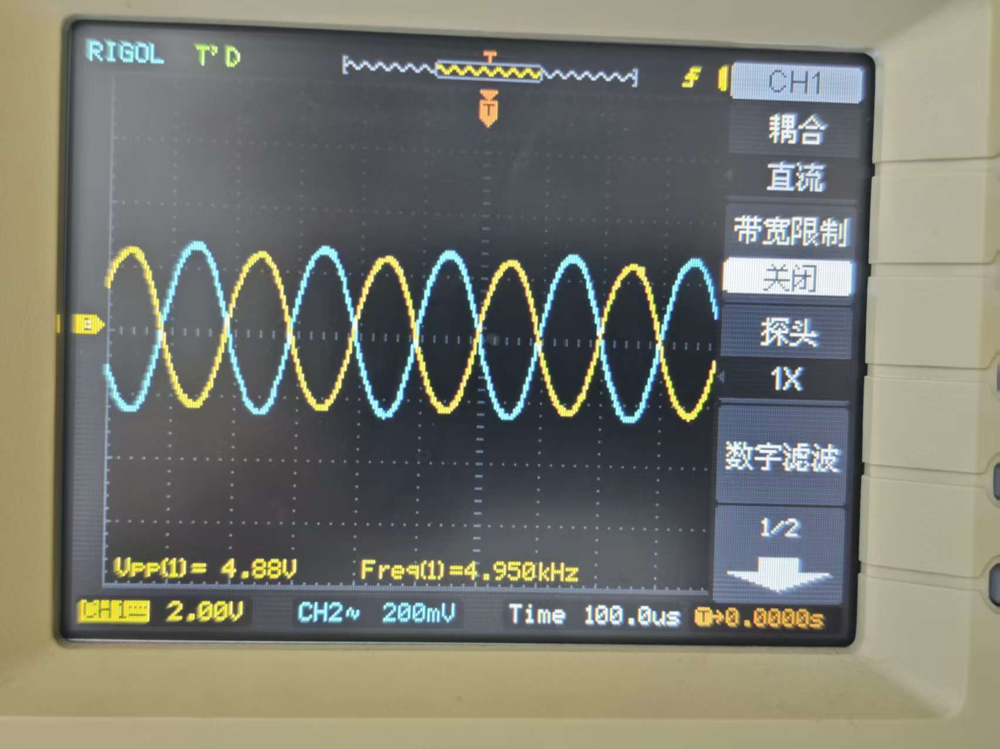 RIGOL T'D
T
T
CH1
耦合
直流
带宽限制
关闭
探头
1X
数字滤波
1/2
Vpp(1)= 4.88V Freq(1)=4.950kHz
CH1 2.00V CH2~ 200mV Time 100.0us T→0.0000s